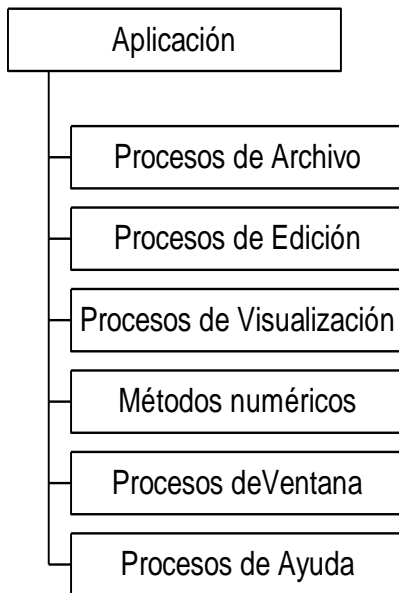 Aplicación
Procesos de Archivo
Procesos de Edición
Procesos de Visualización
Métodos numéricos
Procesos deVentana
Procesos de Ayuda